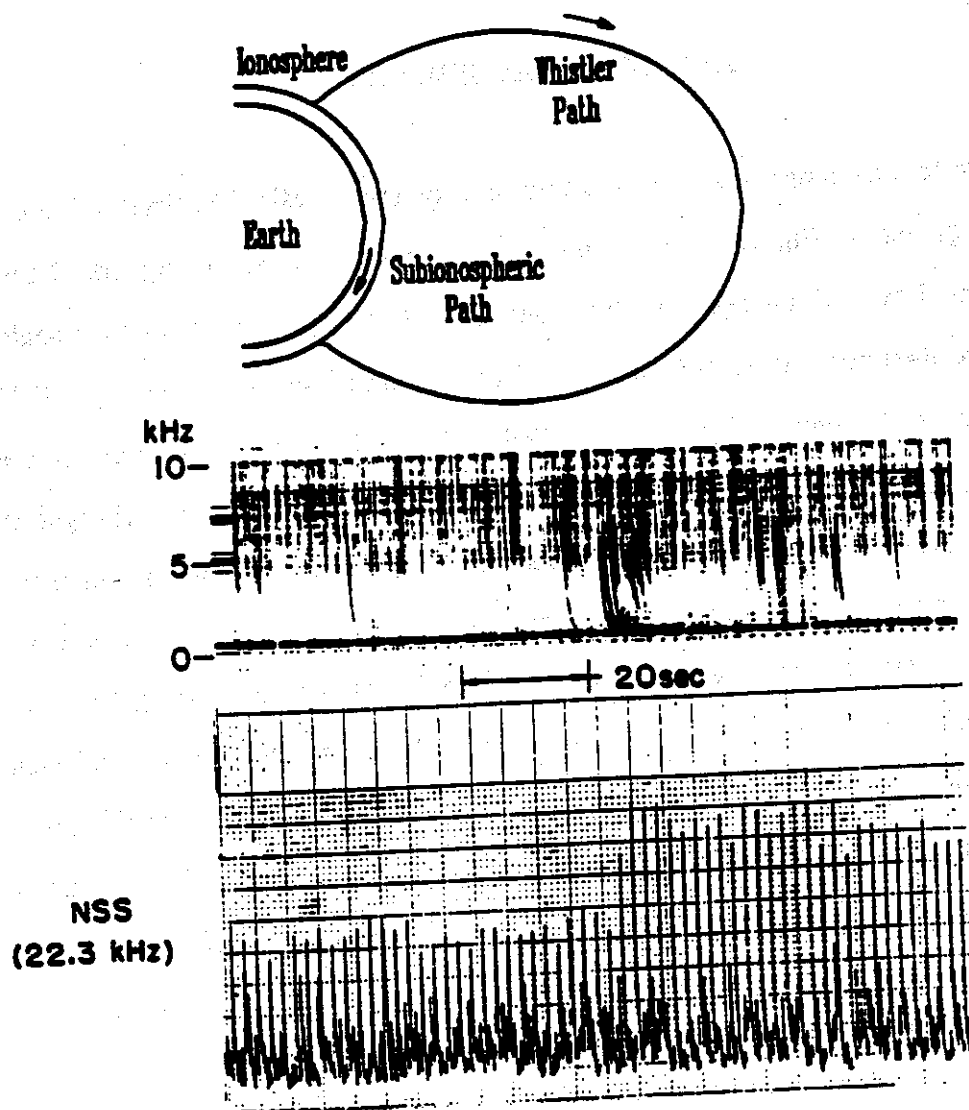 Ionosphere
Whistler
Path
Earth
Subionospheric
Path
kHz
10
5
0
20sec
NSS
(22.3 kHz)